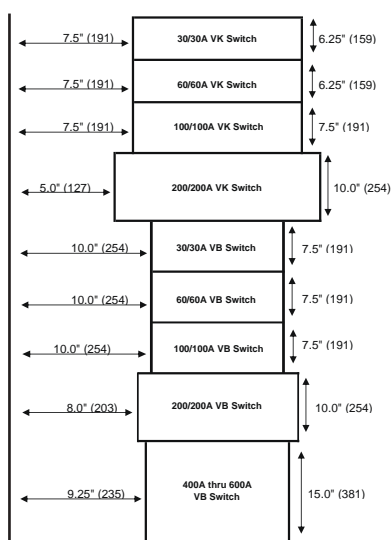 7.5" (191) 30/30A VK Switch 6.25" (159)
7.5" (191) 60/60A VK Switch 6.25" (159)
7.5" (191) 100/100A VK Switch 7.5" (191)
5.0" (127) 200/200A VK Switch 10.0" (254)
10.0" (254) 30/30A VB Switch 7.5" (191)
10.0" (254) 60/60A VB Switch 7.5" (191)
10.0" (254) 100/100A VB Switch 7.5" (191)
8.0" (203) 200/200A VB Switch 10.0" (254)
9.25" (235) 400A thru 600A 15.0" (381)
VB Switch